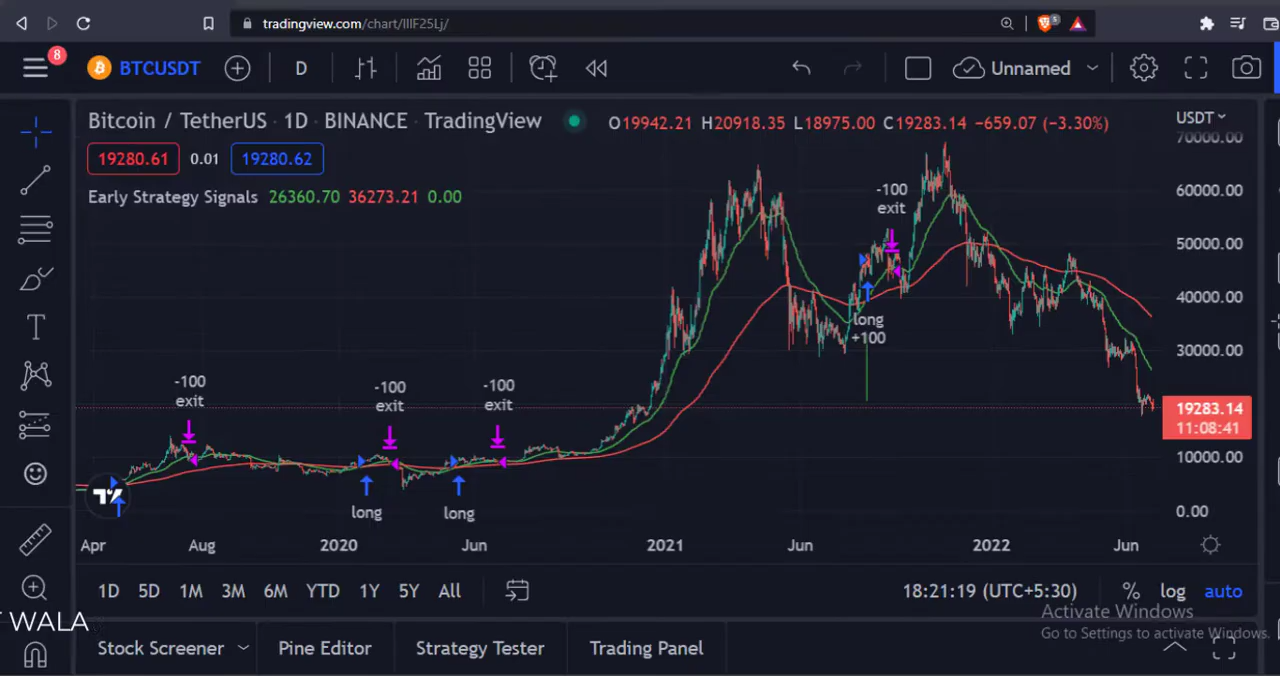 tradingview.com/chart/IIIF25Lj/
5
8
BTCUSDT
D
Unnamed
Bitcoin / TetherUS · 1D · BINANCE · TradingView
O19942.21 H20918.35 L18975.00 C19283.14 −659.07 (−3.30%)
USDT
70000.00
19280.61 0.01 19280.62
Early Strategy Signals 26360.70 36273.21 0.00
60000.00
50000.00
40000.00
30000.00
19283.14
11:08:41
10000.00
0.00
-100
exit
-100
exit
-100
exit
-100
exit
long
long
long
+100
Apr Aug 2020 Jun 2021 Jun 2022 Jun
1D 5D 1M 3M 6M YTD 1Y 5Y All
18:21:19 (UTC+5:30) % log auto
Activate Windows
Go to Settings to activate Windows.
WALA
Stock Screener Pine Editor Strategy Tester Trading Panel